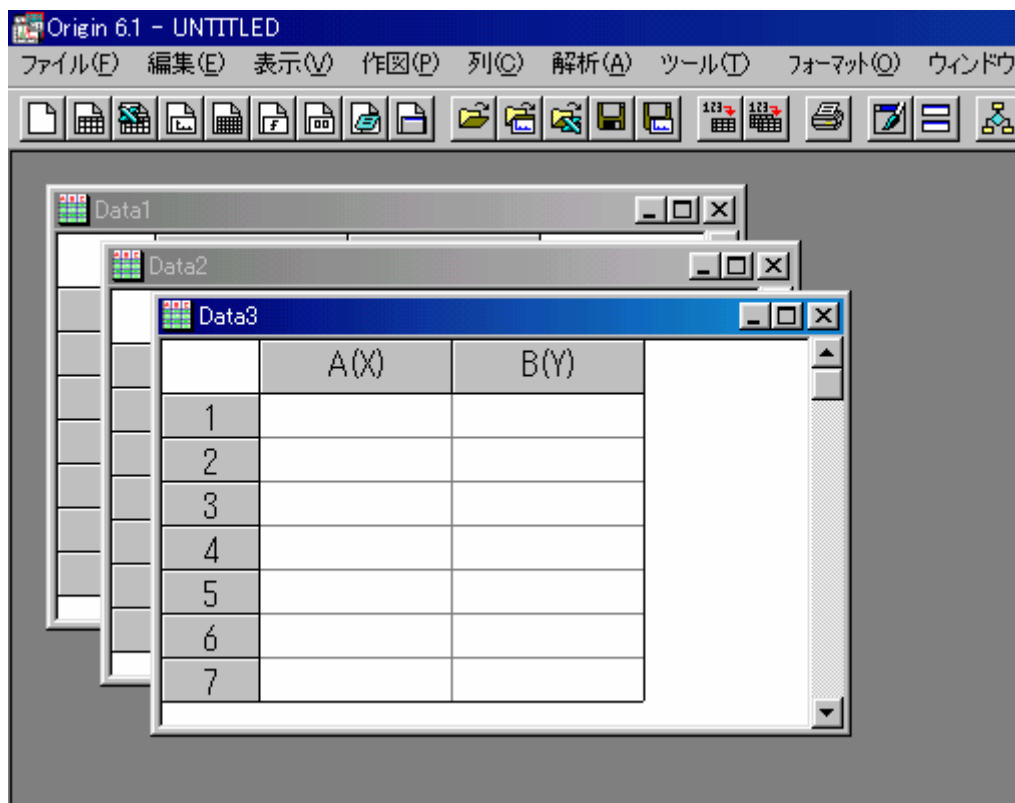 Origin 6.1 - UNTITLED
ファイル(F) 編集(E) 表示(V) 作図(P) 列(C) 解析(A) ツール(T) フォーマット(O) ウィンドウ
Data1
Data2
Data3
A(X) B(Y)
1
2
3
4
5
6
7